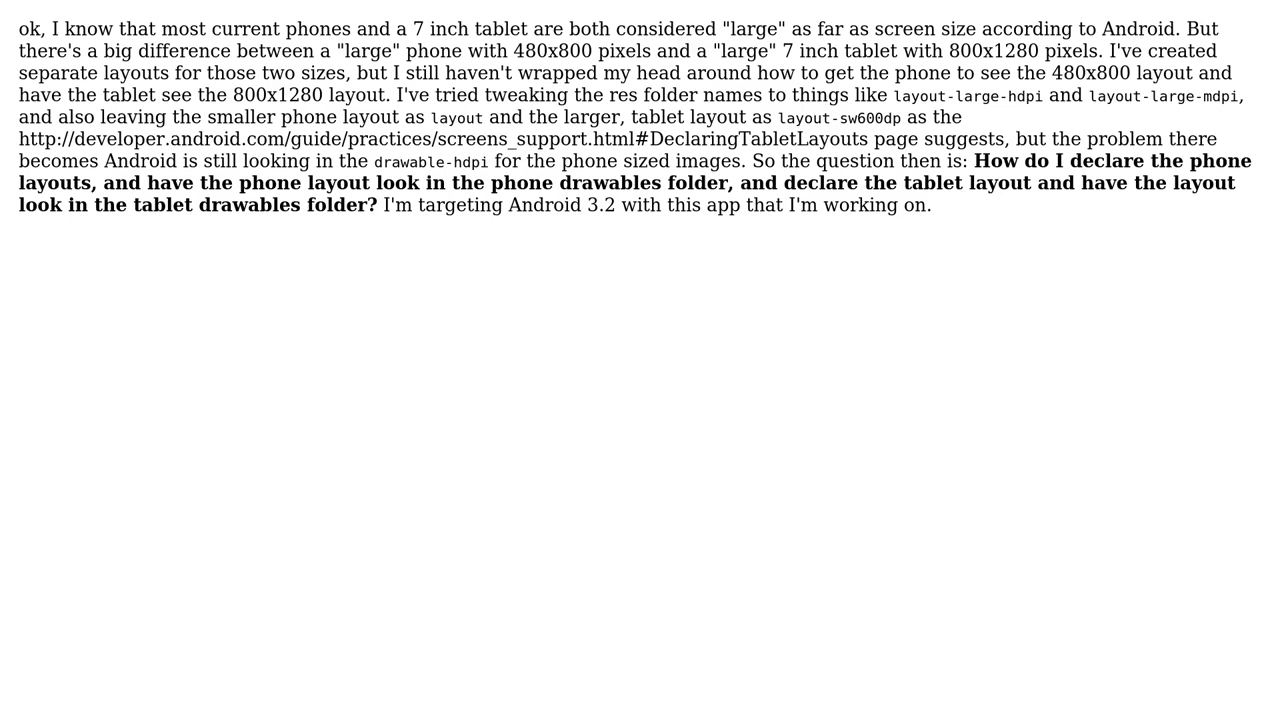 ok, I know that most current phones and a 7 inch tablet are both considered "large" as far as screen size according to Android. But
there's a big difference between a "large" phone with 480x800 pixels and a "large" 7 inch tablet with 800x1280 pixels. I've created
separate layouts for those two sizes, but I still haven't wrapped my head around how to get the phone to see the 480x800 layout and
have the tablet see the 800x1280 layout. I've tried tweaking the res folder names to things like layout-large-hdpi and layout-large-mdpi,
and also leaving the smaller phone layout as layout and the larger, tablet layout as layout-sw600dp as the
http://developer.android.com/guide/practices/screens_support.html#DeclaringTabletLayouts page suggests, but the problem there
becomes Android is still looking in the drawable-hdpi for the phone sized images. So the question then is: How do I declare the phone
layouts, and have the phone layout look in the phone drawables folder, and declare the tablet layout and have the layout
look in the tablet drawables folder? I'm targeting Android 3.2 with this app that I'm working on.